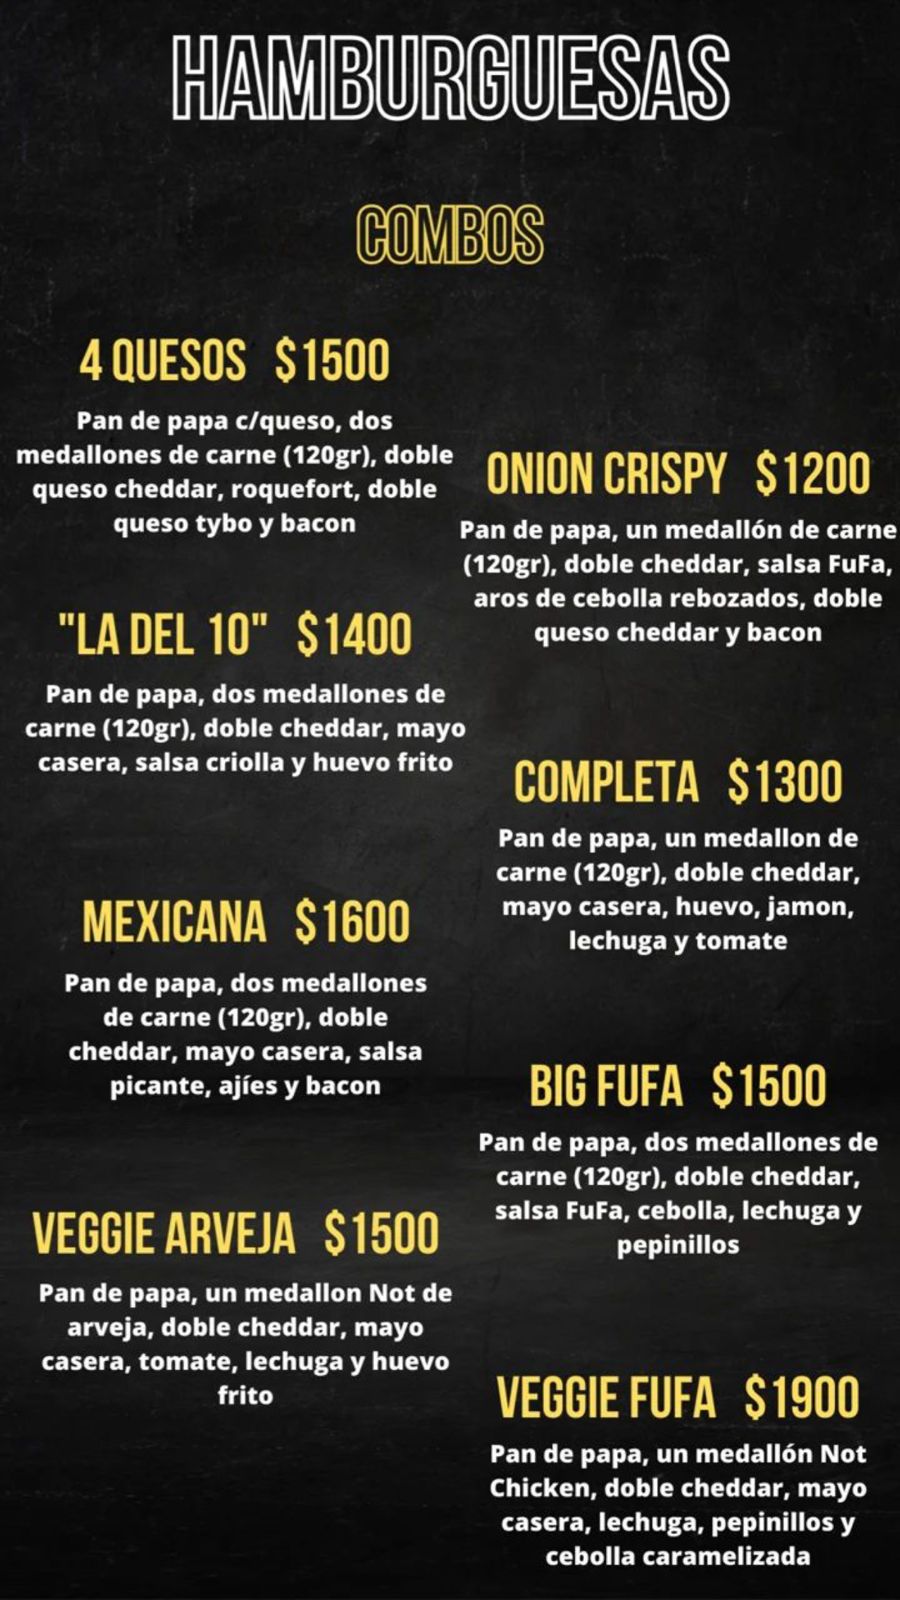 HAMBURGUESAS
COMBOS
4 QUESOS $1500
Pan de papa c/queso, dos
medallones de carne (120gr), doble
queso cheddar, roquefort, doble
queso tybo y bacon
ONION CRISPY $1200
Pan de papa, un medallón de carne
(120gr), doble cheddar, salsa FuFa,
aros de cebolla rebozados, doble
queso cheddar y bacon
"LA DEL 10" $1400
Pan de papa, dos medallones de
carne (120gr), doble cheddar, mayo
casera, salsa criolla y huevo frito
COMPLETA $1300
Pan de papa, un medallon de
carne (120gr), doble cheddar,
mayo casera, huevo, jamon,
lechuga y tomate
MEXICANA $1600
Pan de papa, dos medallones
de carne (120gr), doble
cheddar, mayo casera, salsa
picante, ajíes y bacon
BIG FUFA $1500
Pan de papa, dos medallones de
carne (120gr), doble cheddar,
salsa FuFa, cebolla, lechuga y
pepinillos
VEGGIE ARVEJA $1500
Pan de papa, un medallon Not de
arveja, doble cheddar, mayo
casera, tomate, lechuga y huevo
frito
VEGGIE FUFA $1900
Pan de papa, un medallón Not
Chicken, doble cheddar, mayo
casera, lechuga, pepinillos y
cebolla caramelizada